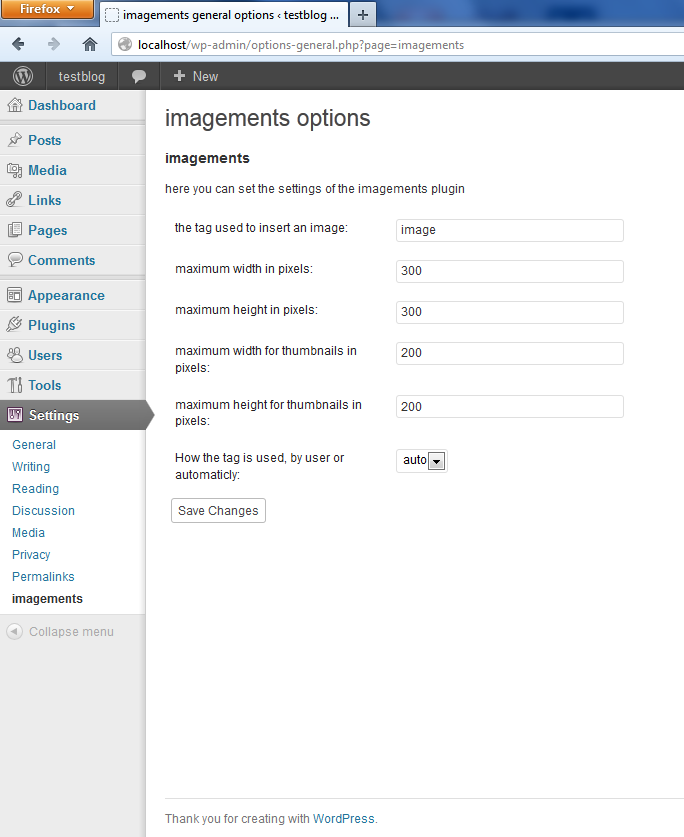 Firefox
imagements general options ‹ testblog ...
localhost/wp-admin/options-general.php?page=imagements
testblog
New
Dashboard
Posts
Media
Links
Pages
Comments
Appearance
Plugins
Users
Tools
Settings
General
Writing
Reading
Discussion
Media
Privacy
Permalinks
imagements
Collapse menu
imagements options
imagements
here you can set the settings of the imagements plugin
the tag used to insert an image:
image
maximum width in pixels:
300
maximum height in pixels:
300
maximum width for thumbnails in
pixels:
200
maximum height for thumbnails in
pixels:
200
How the tag is used, by user or
automaticly:
auto
Save Changes
Thank you for creating with WordPress.